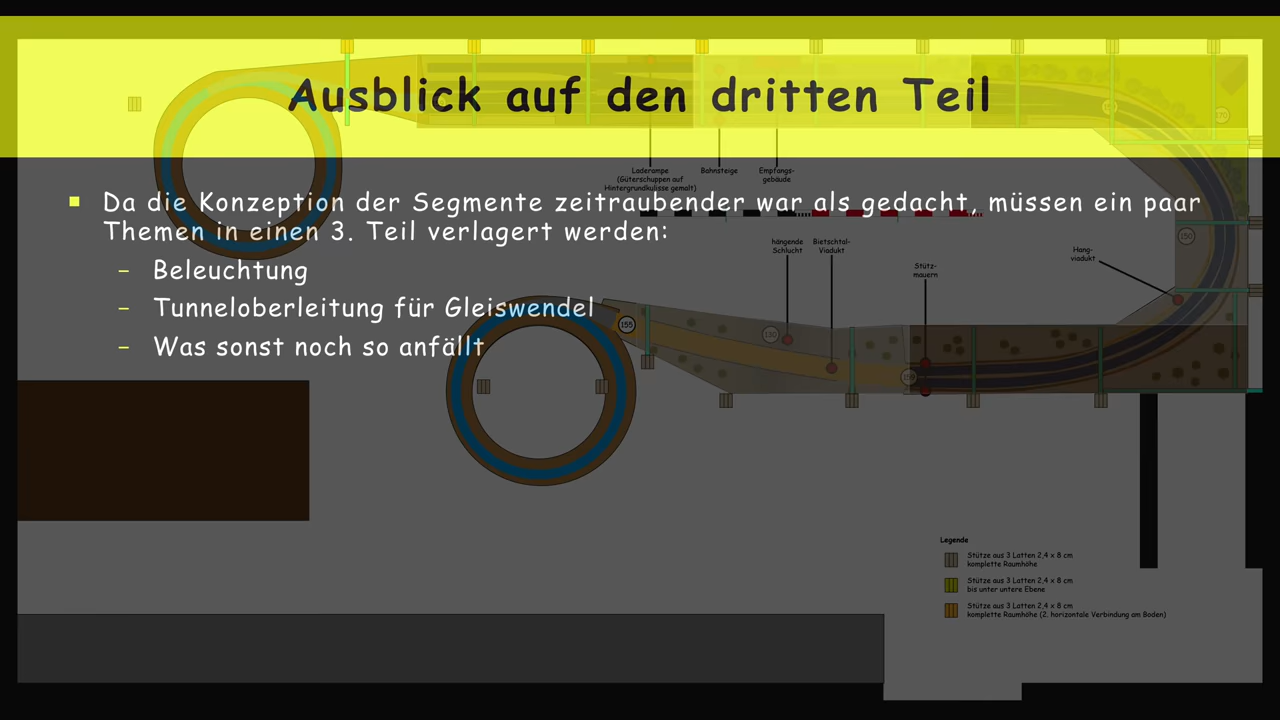 Ausblick auf den dritten Teil
Laderampe
(Güterschuppen auf
Hintergrundkulisse gemalt)
Bahnsteige
Empfangs-
gebäude
Da die Konzeption der Segmente zeitraubender war als gedacht, müssen ein paar
Themen in einen 3. Teil verlagert werden:
– Beleuchtung
– Tunneloberleitung für Gleiswendel
– Was sonst noch so anfällt
hängende
Schlucht
Bietschtal-
Viadukt
Stütz-
mauern
Hang-
viadukt
150
155
130
Legende
Stütze aus 3 Latten 2,4 x 8 cm
komplette Raumhöhe
Stütze aus 3 Latten 2,4 x 8 cm
bis unter untere Ebene
Stütze aus 3 Latten 2,4 x 8 cm
komplette Raumhöhe (2. horizontale Verbindung am Boden)